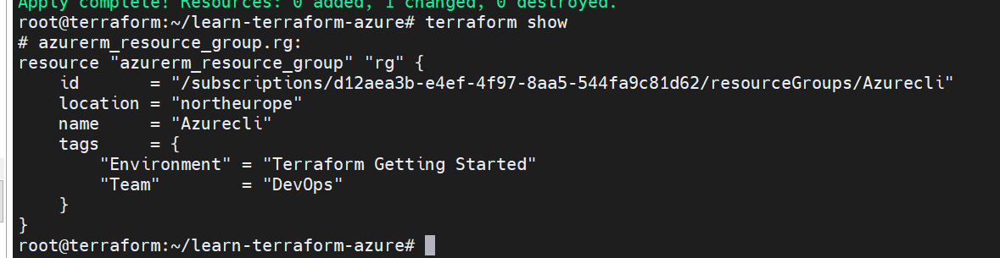 Apply complete! Resources: 0 added, 1 changed, 0 destroyed.
root@terraform:~/learn-terraform-azure# terraform show
# azurerm_resource_group.rg:
resource "azurerm_resource_group" "rg" {
    id       = "/subscriptions/d12aea3b-e4ef-4f97-8aa5-544fa9c81d62/resourceGroups/Azurecli"
    location = "northeurope"
    name     = "Azurecli"
    tags     = {
        "Environment" = "Terraform Getting Started"
        "Team"        = "DevOps"
    }
}
root@terraform:~/learn-terraform-azure#